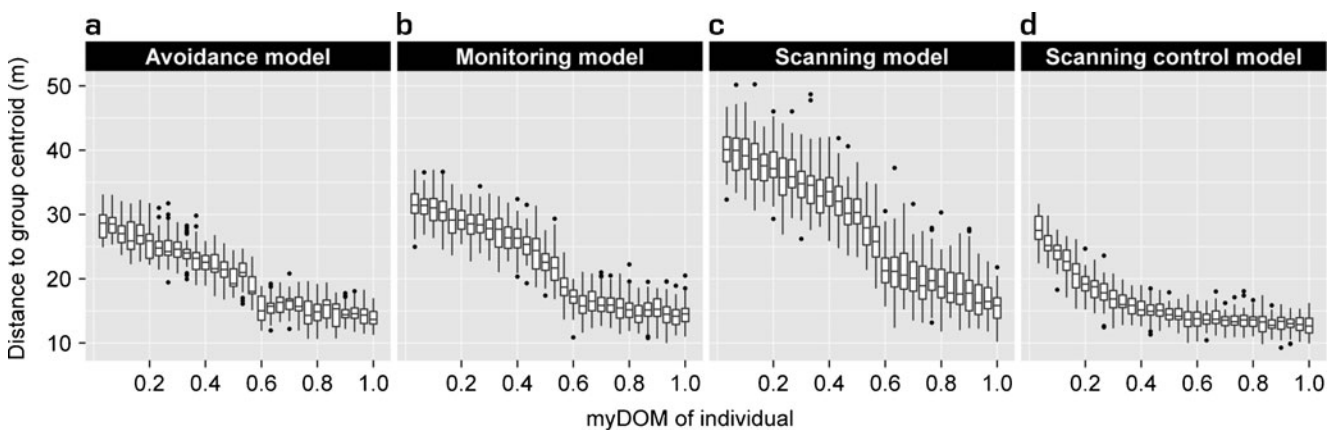 a b c d
Avoidance model Monitoring model Scanning model Scanning control model
Distance to group centroid (m)
50
40
30
20
10
0.2 0.4 0.6 0.8 1.0 0.2 0.4 0.6 0.8 1.0 0.2 0.4 0.6 0.8 1.0 0.2 0.4 0.6 0.8 1.0
myDOM of individual